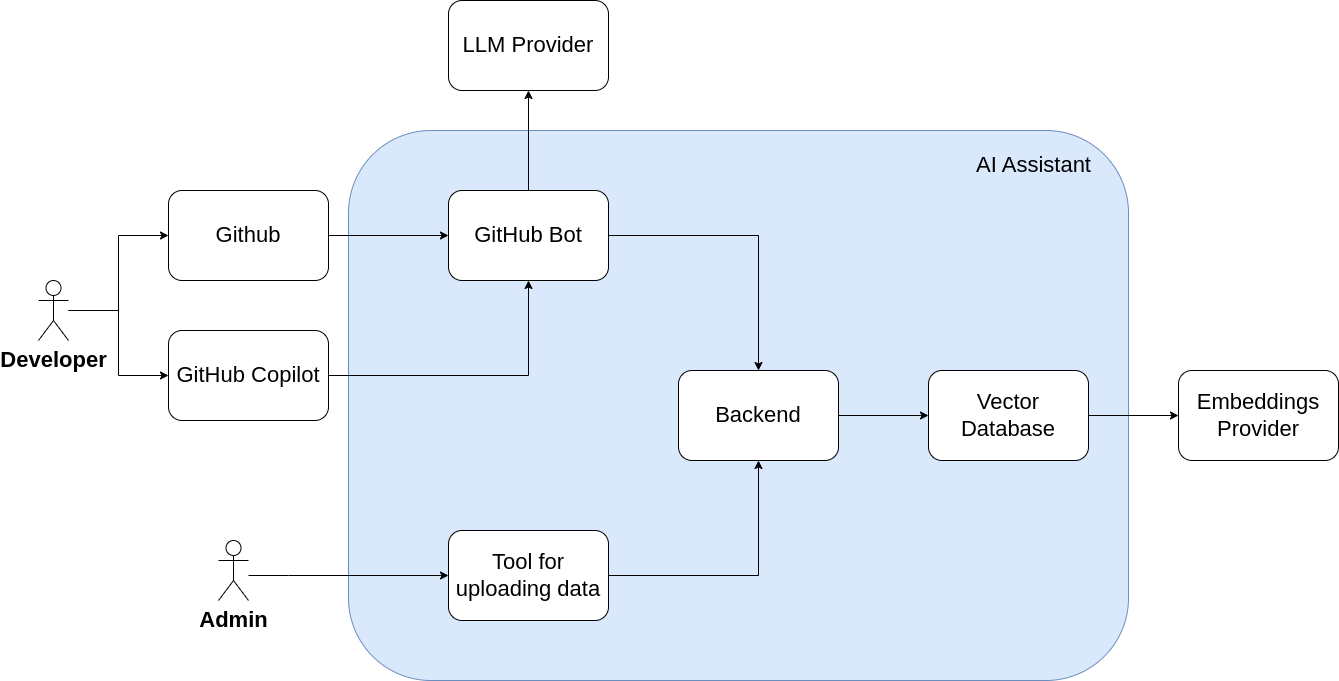 LLM Provider
AI Assistant
Github
GitHub Bot
Developer
GitHub Copilot
Backend
Vector
Database
Embeddings
Provider
Tool for
uploading data
Admin